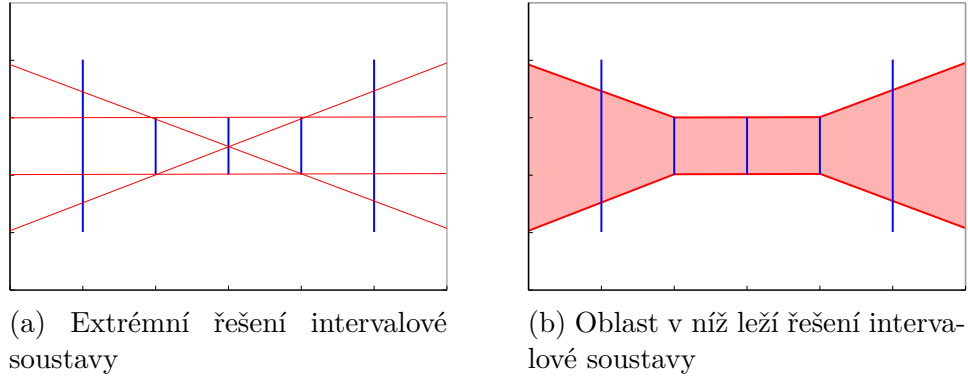 (a) Extrémní řešení intervalové
soustavy
(b) Oblast v níž leží řešení interva-
lové soustavy